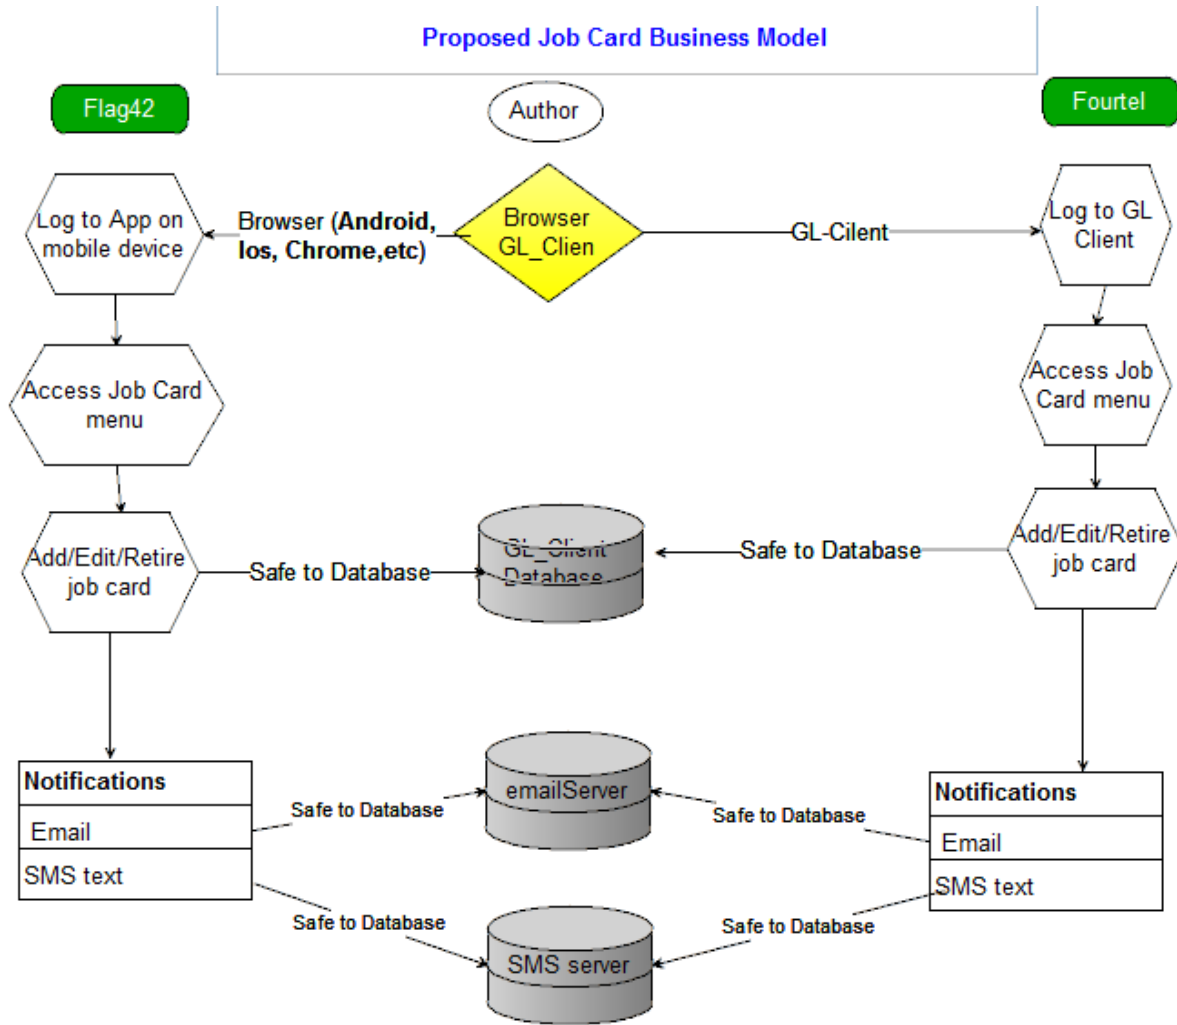 Proposed Job Card Business Model
Flag42
Author
Fourtel
Log to App on
mobile device
Browser (Android,
Ios, Chrome,etc)
Browser
GL_Clien
GL-Cilent
Log to GL
Client
Access Job Card
menu
Access Job
Card menu
Add/Edit/Retire
job card
Safe to Database
GL_Client
Database
Safe to Database
Add/Edit/Retire
job card
Notifications
Email
SMS text
Safe to Database
emailServer
Safe to Database
Notifications
Email
SMS text
Safe to Database
SMS server
Safe to Database